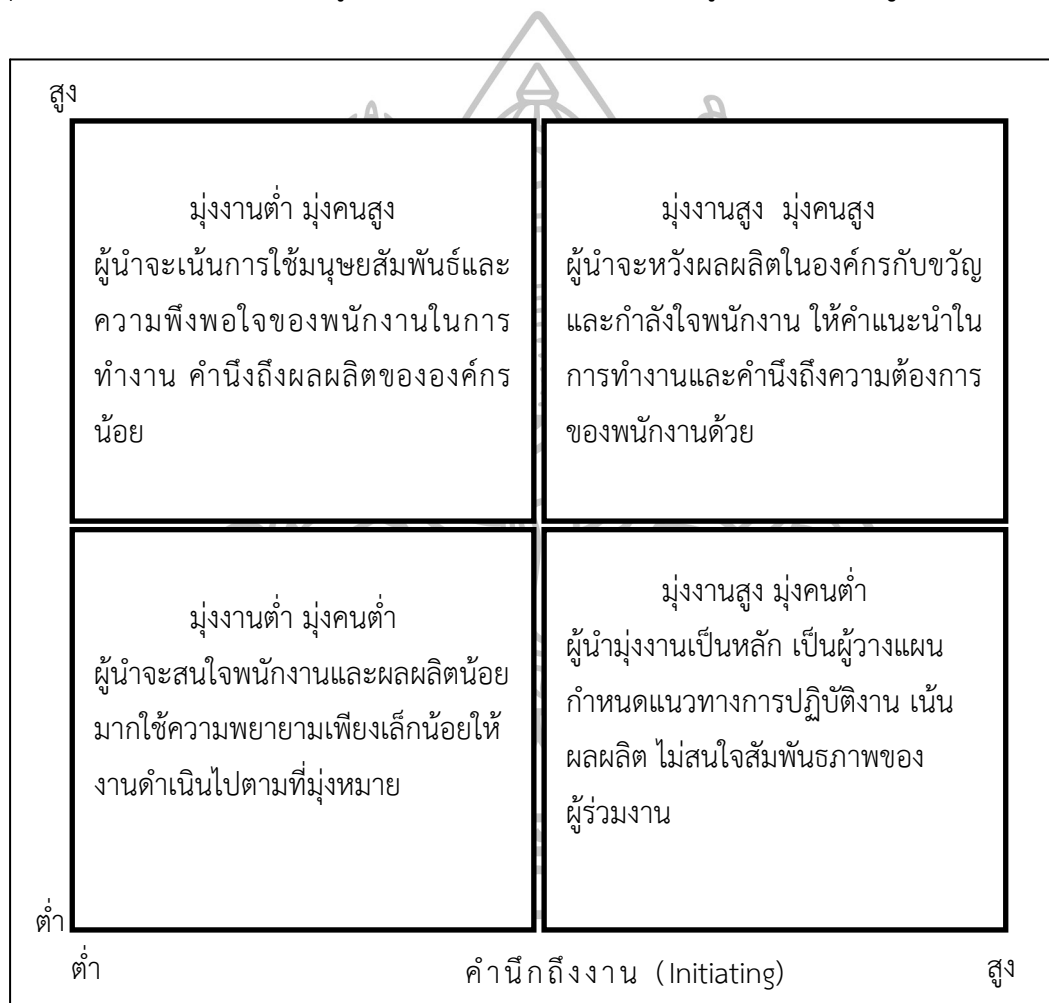 สูง
มุ่งงานต่ำ มุ่งคนสูง
ผู้นำจะเน้นการใช้มนุษยสัมพันธ์และ
ความพึงพอใจของพนักงานในการ
ทำงาน คำนึงถึงผลผลิตขององค์กร
น้อย
มุ่งงานสูง มุ่งคนสูง
ผู้นำจะหวังผลผลิตในองค์กรกับขวัญ
และกำลังใจพนักงาน ให้คำแนะนำใน
การทำงานและคำนึงถึงความต้องการ
ของพนักงานด้วย
มุ่งงานต่ำ มุ่งคนต่ำ
ผู้นำจะสนใจพนักงานและผลผลิตน้อย
มากใช้ความพยายามเพียงเล็กน้อยให้
งานดำเนินไปตามที่มุ่งหมาย
มุ่งงานสูง มุ่งคนต่ำ
ผู้นำมุ่งงานเป็นหลัก เป็นผู้วางแผน
กำหนดแนวทางการปฏิบัติงาน เน้น
ผลผลิต ไม่สนใจสัมพันธภาพของ
ผู้ร่วมงาน
ต่ำ
ต่ำ คำนึกถึงงาน (Initiating) สูง